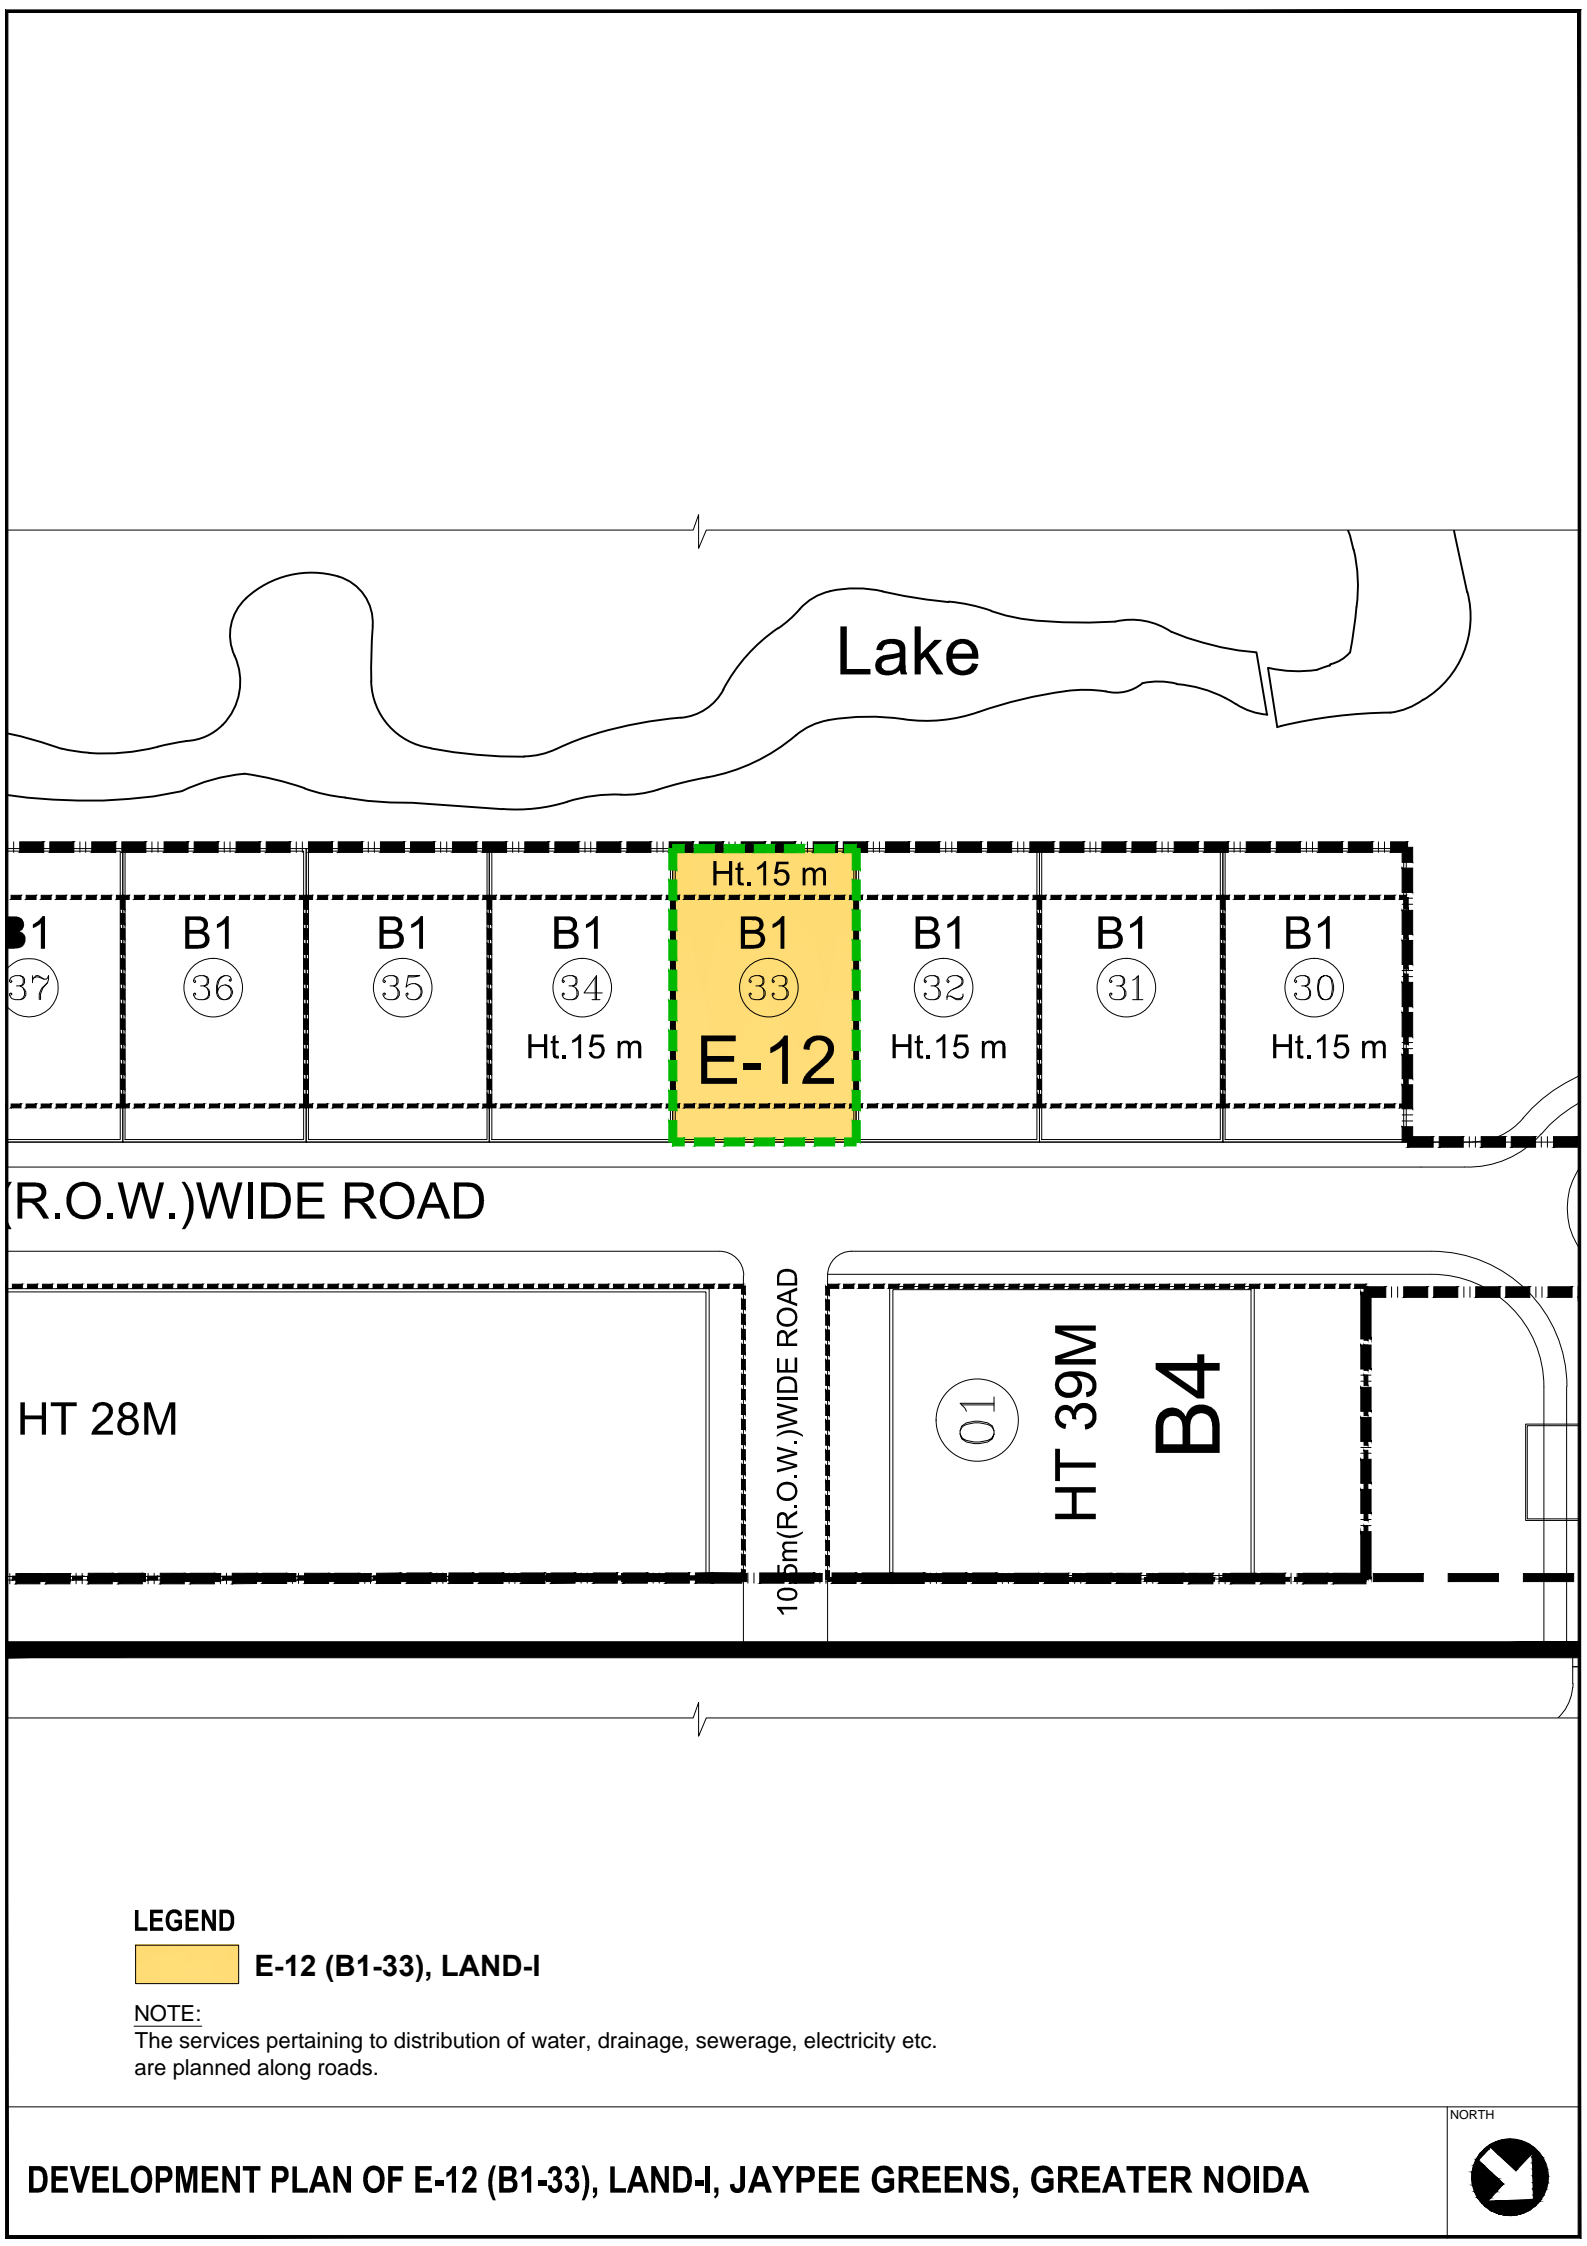 Lake
Ht.15 m
B1 B1 B1 B1 B1 B1 B1 B1
37 36 35 34 33 32 31 30
Ht.15 m E-12 Ht.15 m Ht.15 m
(R.O.W.)WIDE ROAD
HT 28M
10.5m(R.O.W.)WIDE ROAD
01
HT 39M
B4
LEGEND
E-12 (B1-33), LAND-I
NOTE:
The services pertaining to distribution of water, drainage, sewerage, electricity etc.
are planned along roads.
NORTH
DEVELOPMENT PLAN OF E-12 (B1-33), LAND-I, JAYPEE GREENS, GREATER NOIDA